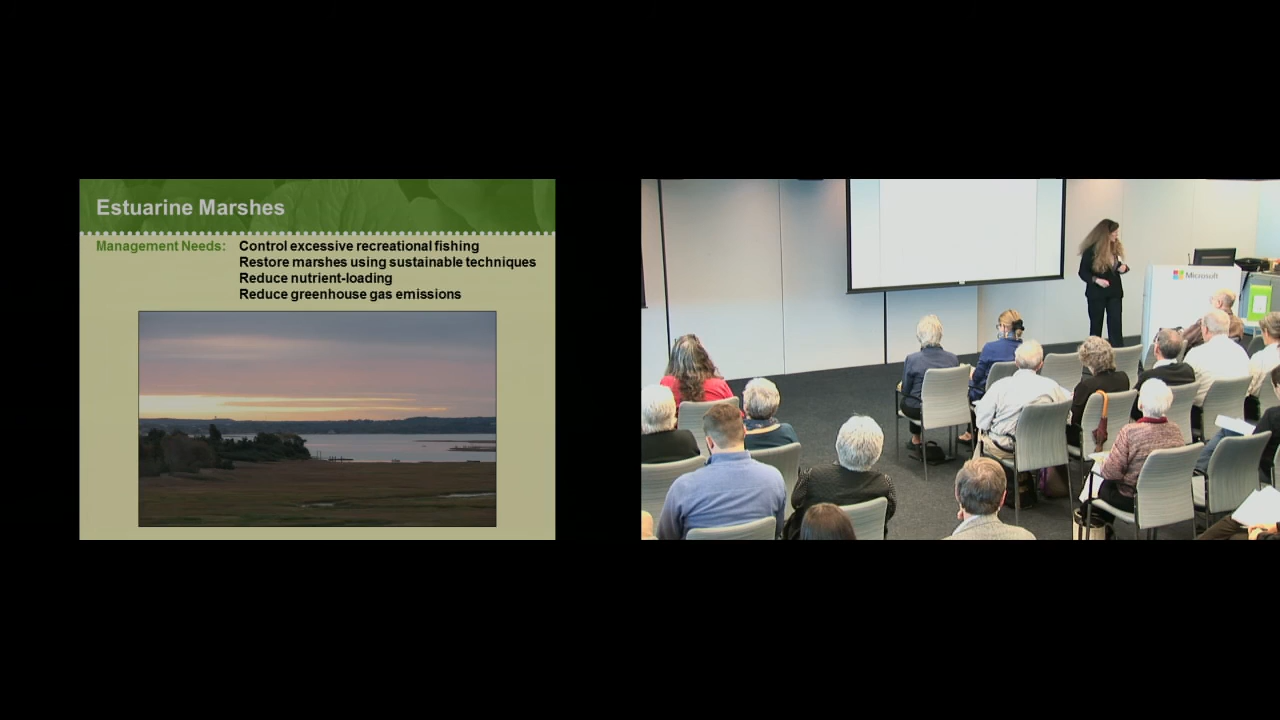 Estuarine Marshes
Management Needs: Control excessive recreational fishing
Restore marshes using sustainable techniques
Reduce nutrient-loading
Reduce greenhouse gas emissions
Microsoft